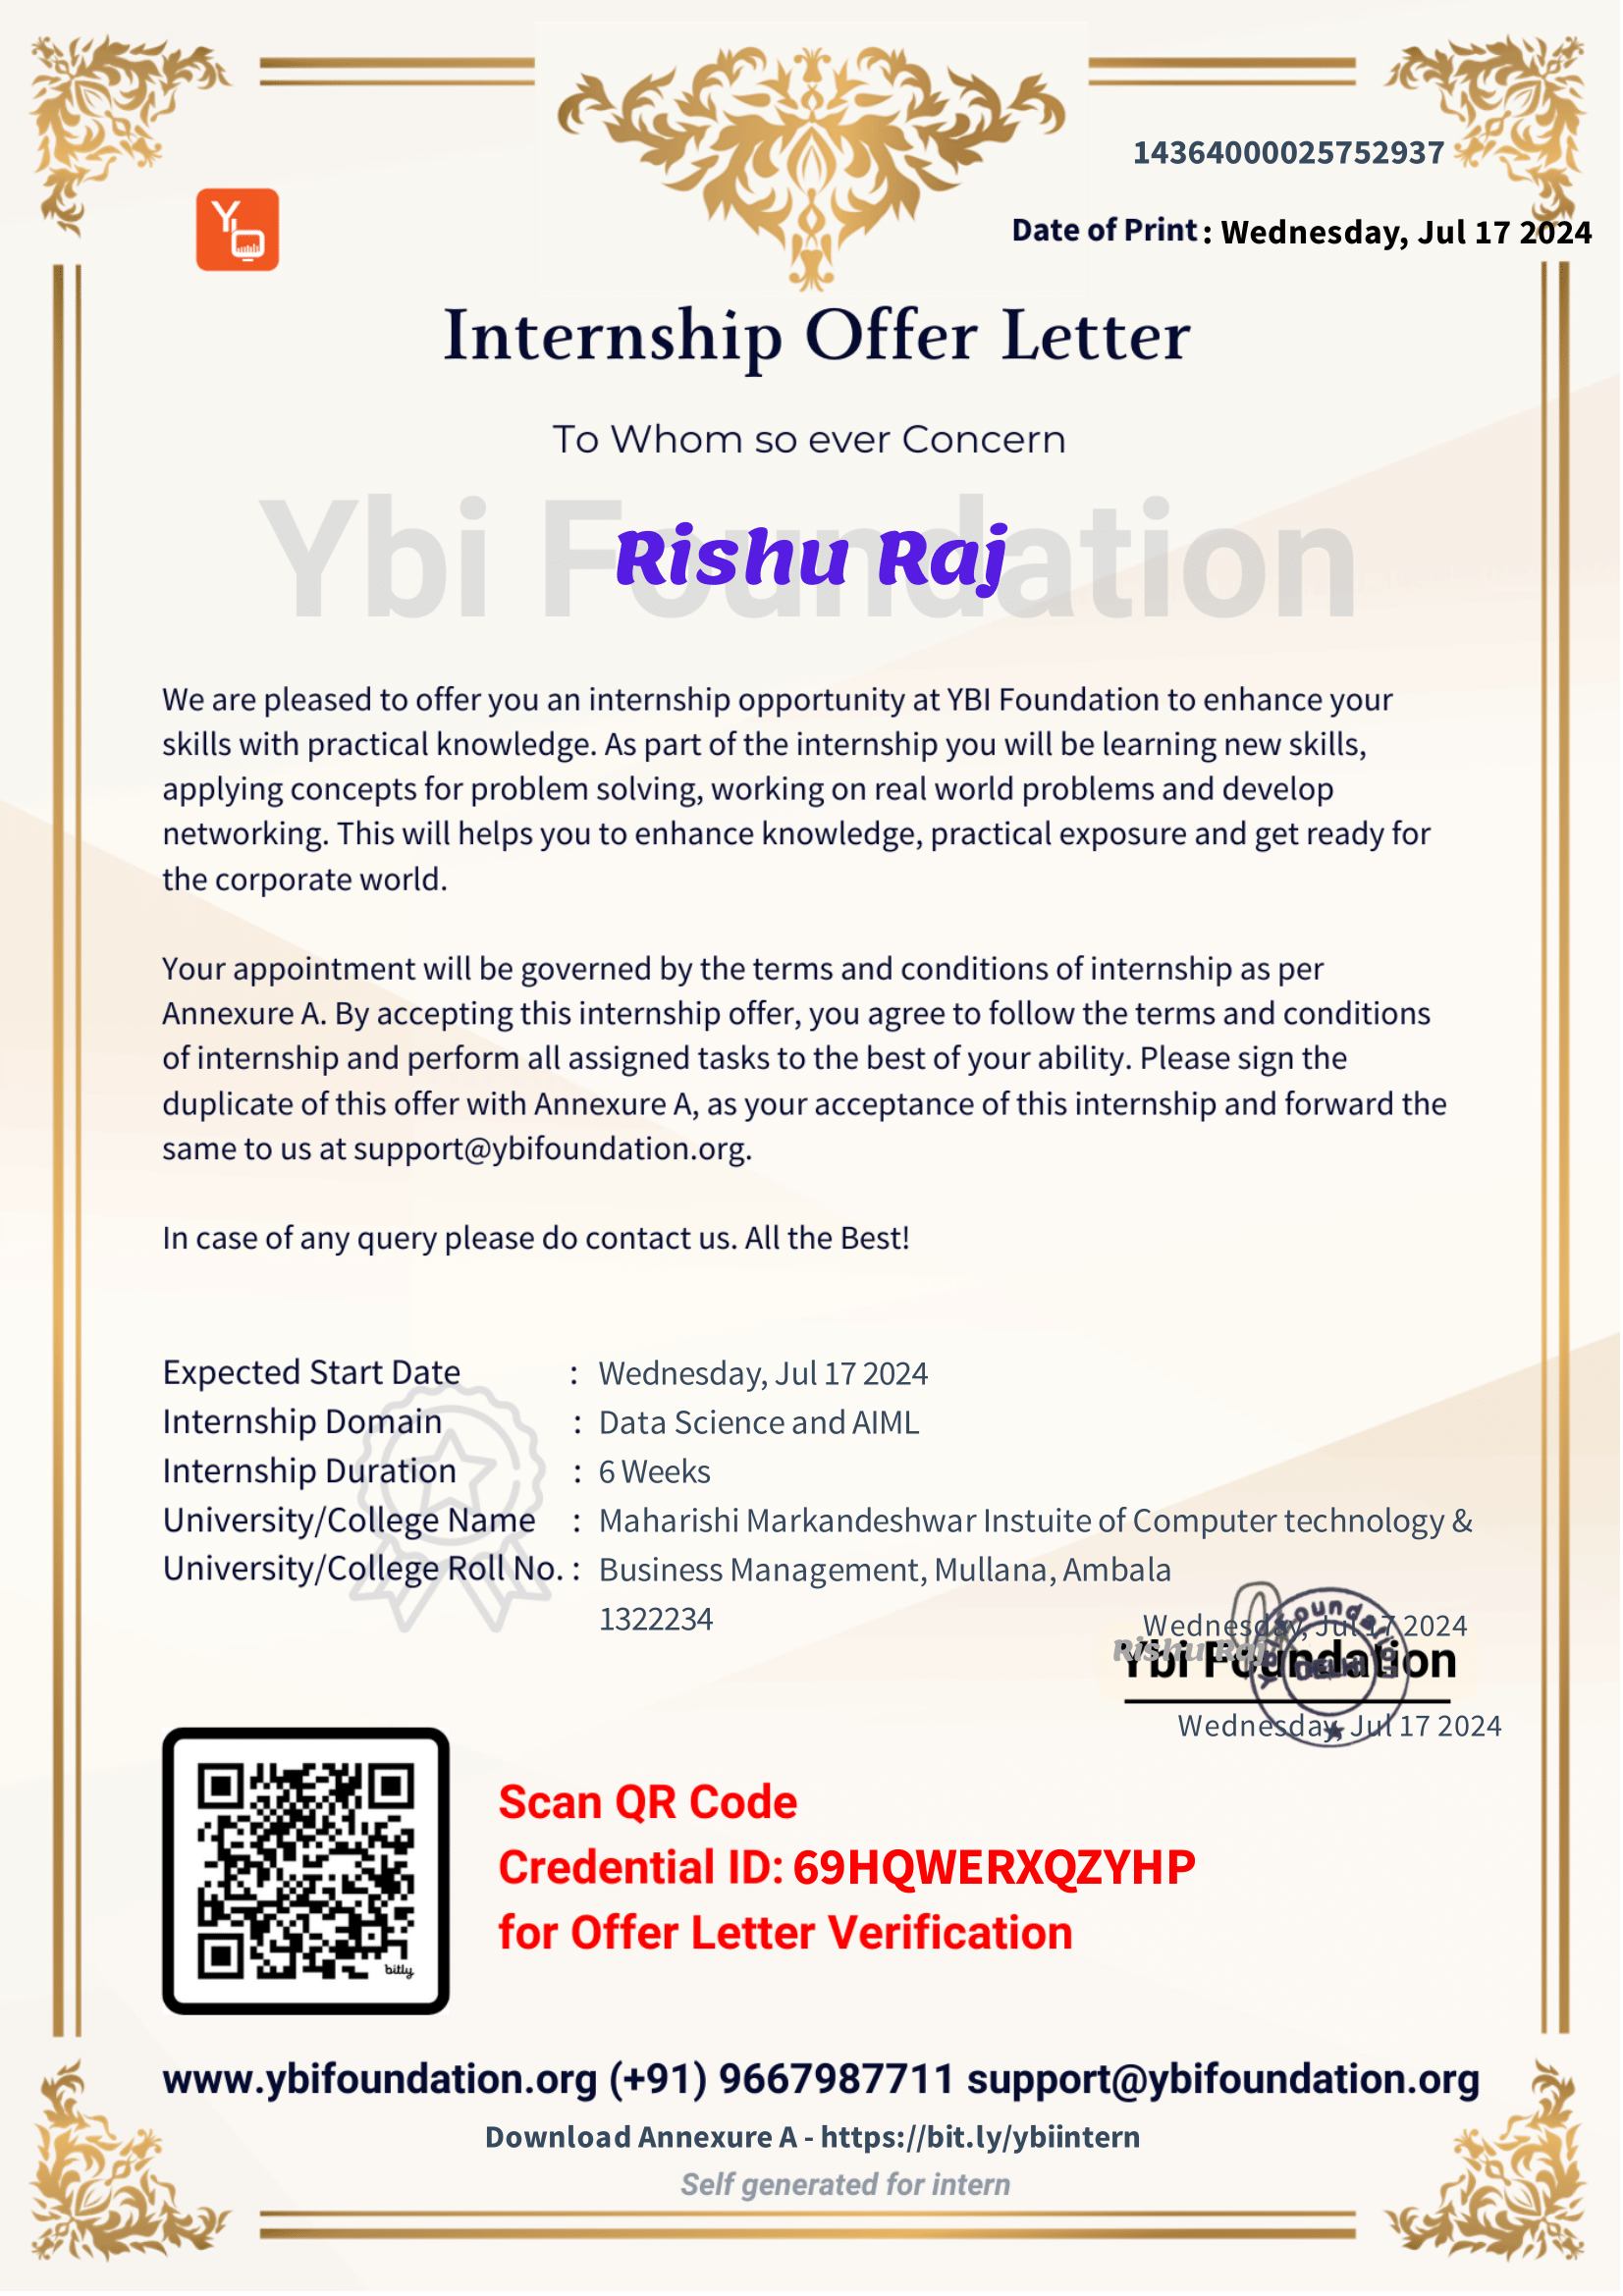 14364000025752937
Date of Print : Wednesday, Jul 17 2024
Internship Offer Letter
To Whom so ever Concern
Ybi Foundation
Rishu Raj
We are pleased to offer you an internship opportunity at YBI Foundation to enhance your
skills with practical knowledge. As part of the internship you will be learning new skills,
applying concepts for problem solving, working on real world problems and develop
networking. This will helps you to enhance knowledge, practical exposure and get ready for
the corporate world.
Your appointment will be governed by the terms and conditions of internship as per
Annexure A. By accepting this internship offer, you agree to follow the terms and conditions
of internship and perform all assigned tasks to the best of your ability. Please sign the
duplicate of this offer with Annexure A, as your acceptance of this internship and forward the
same to us at support@ybifoundation.org.
In case of any query please do contact us. All the Best!
Expected Start Date : Wednesday, Jul 17 2024
Internship Domain : Data Science and AIML
Internship Duration : 6 Weeks
University/College Name : Maharishi Markandeshwar Instuite of Computer technology &
University/College Roll No. : Business Management, Mullana, Ambala
1322234
Wednesday, Jul 17 2024
Rishu Raj
Ybi Foundation
Ybi Foundation
DELHI
Wednesday, Jul 17 2024
Scan QR Code
Credential ID: 69HQWERXQZYHP
for Offer Letter Verification
bitly
www.ybifoundation.org (+91) 9667987711 support@ybifoundation.org
Download Annexure A - https://bit.ly/ybiintern
Self generated for intern